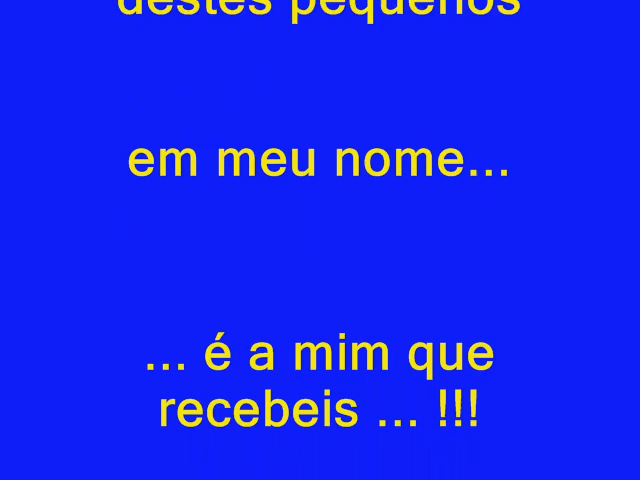 destes pequenos
em meu nome...
... é a mim que
recebeis ... !!!